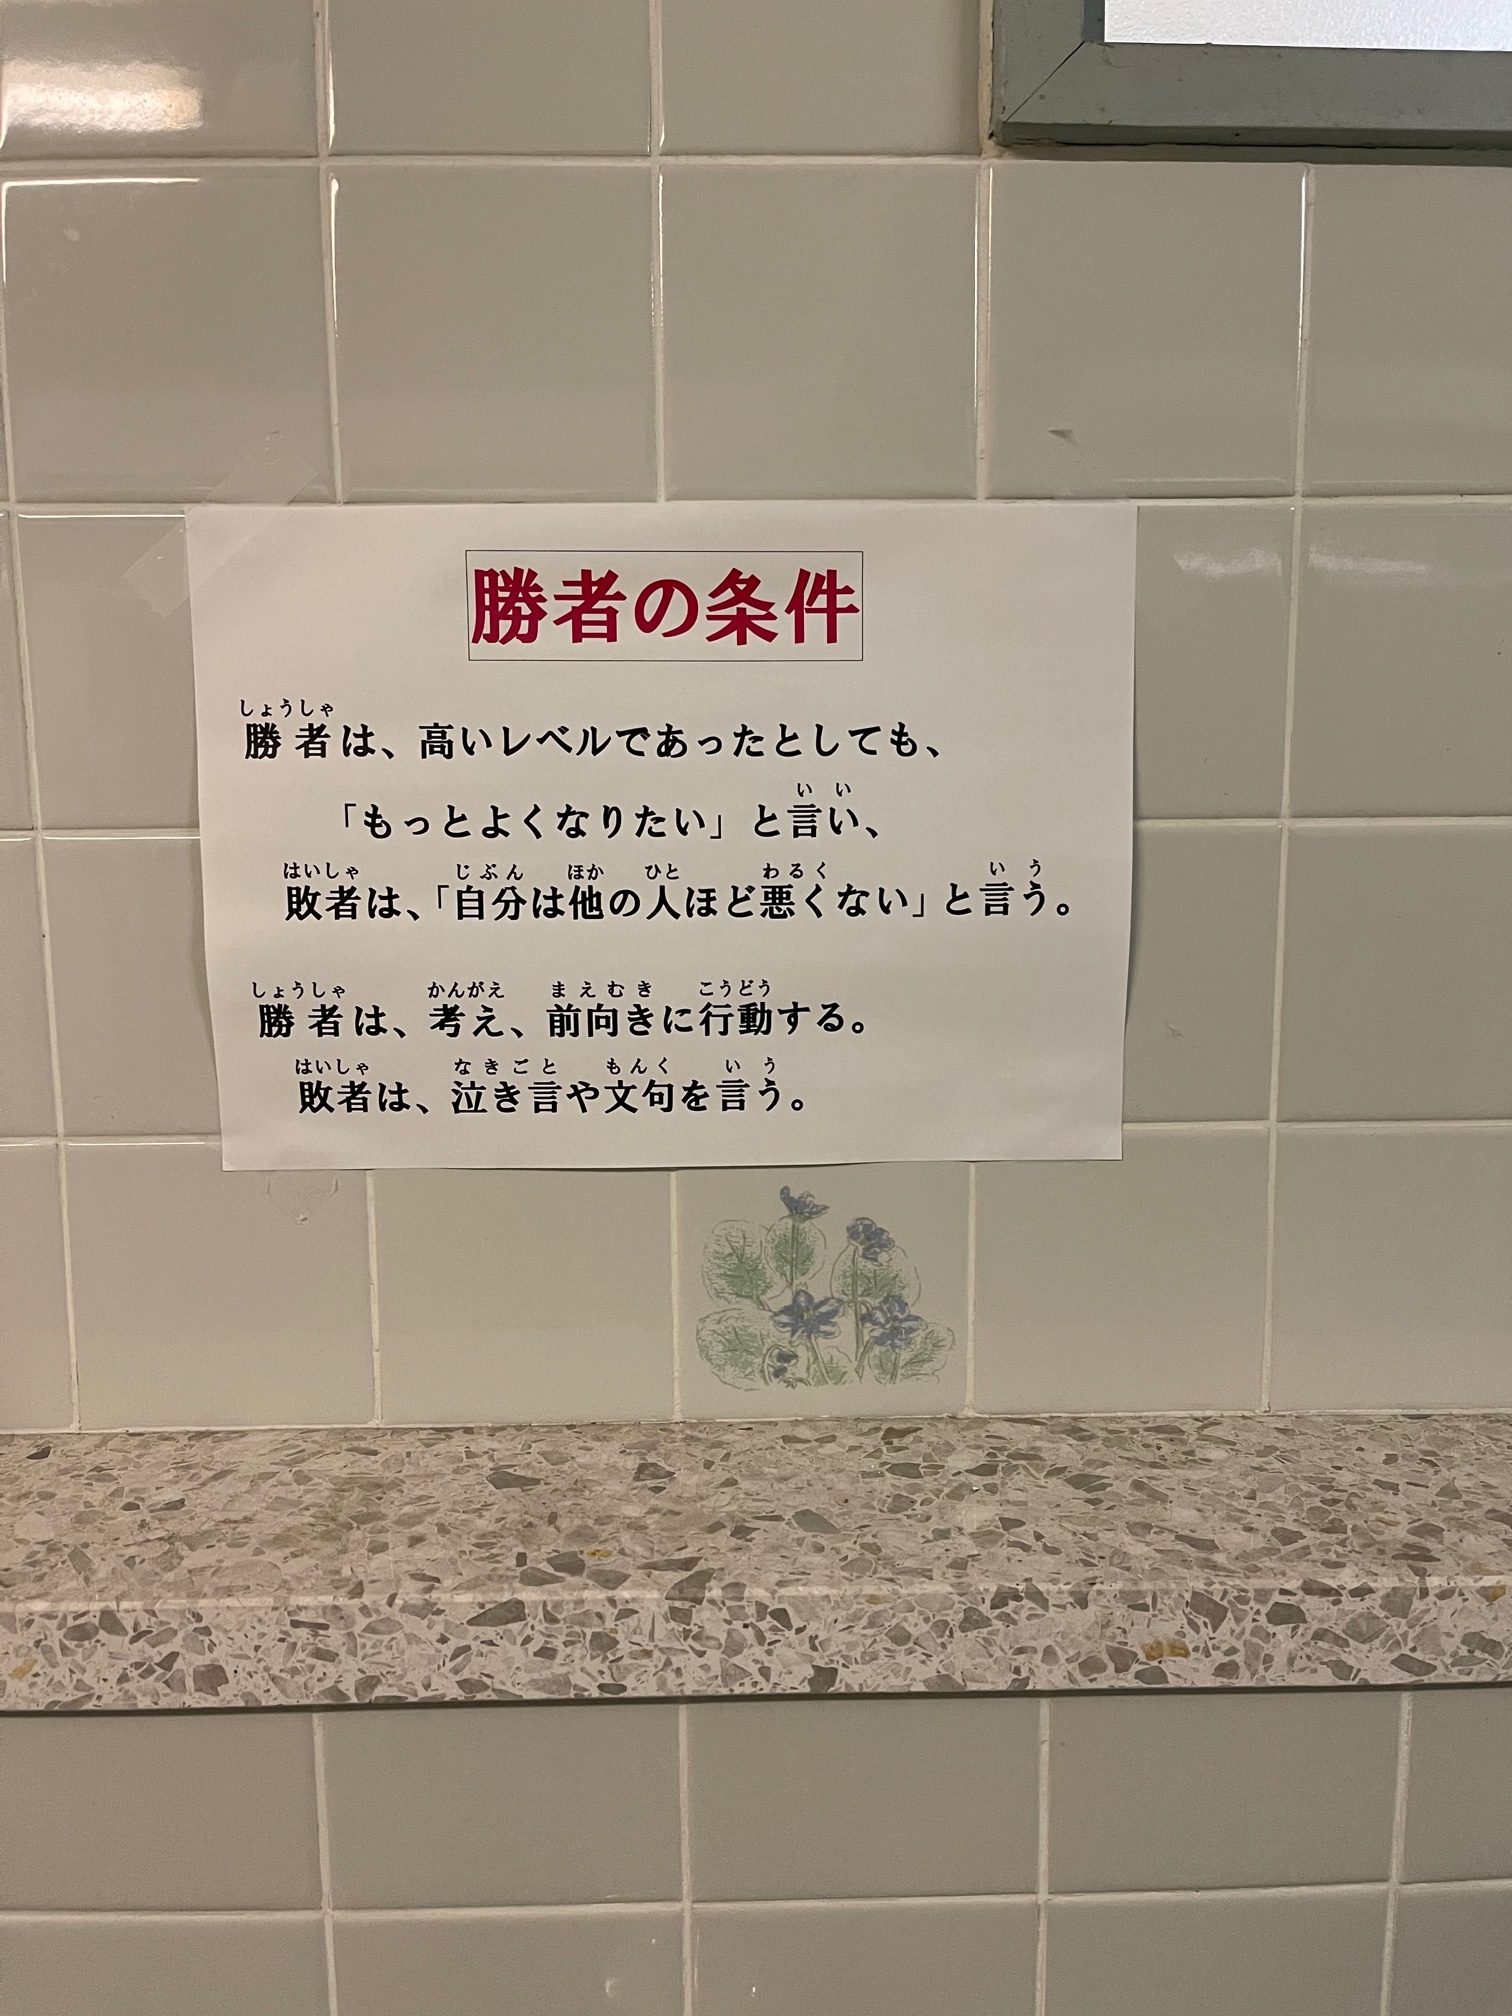 勝者の条件
しょうしゃ
勝者は、高いレベルであったとしても、
いい
「もっとよくなりたい」と言い、
はいしゃ じぶん ほか ひと わるく いう
敗者は、「自分は他の人ほど悪くない」と言う。
しょうしゃ かんがえ まえむき こうどう
勝者は、考え、前向きに行動する。
はいしゃ なきごと もんく いう
敗者は、泣き言や文句を言う。